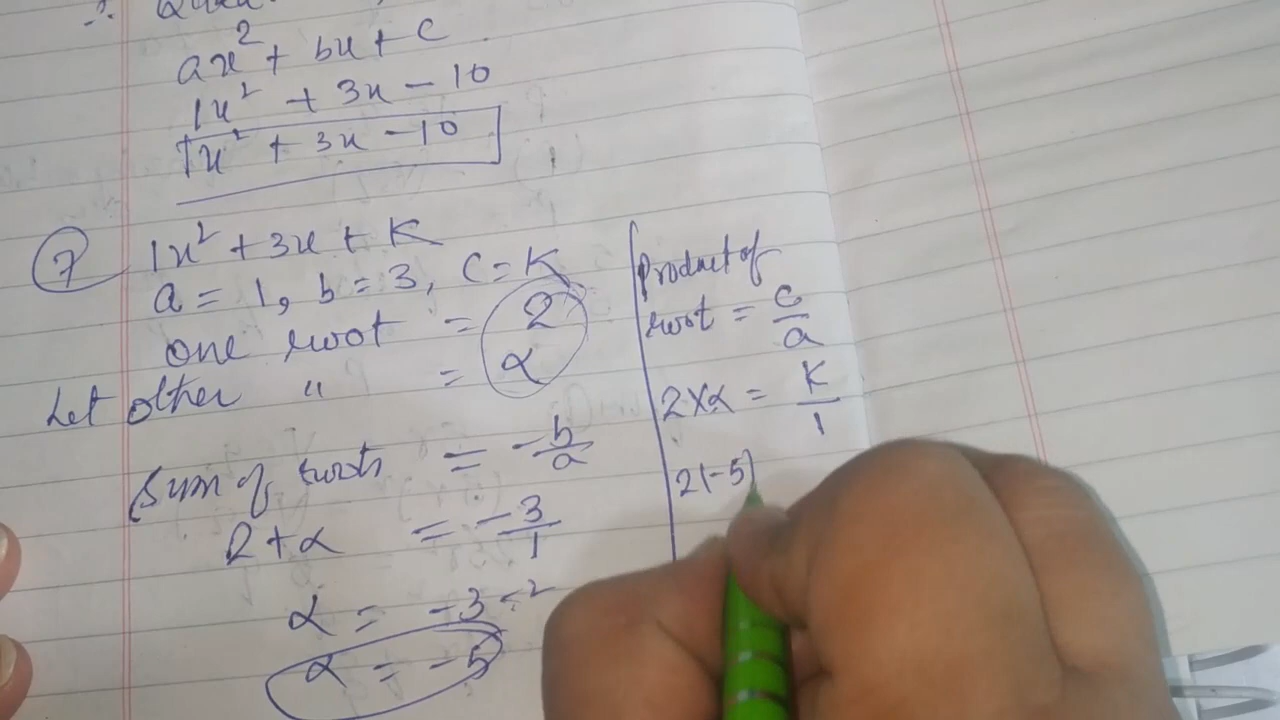 ∴ Quad
ax² + bx + c
1x² + 3x - 10
x² + 3x - 10
7 1x² + 3x + K
a = 1, b = 3, c = K
one root = 2
Let other " = α
Sum of roots = -b/a
2+α = -3/1
α = -3-2
α = -5
Product of
root = c/a
2×α = K/1
2(-5)